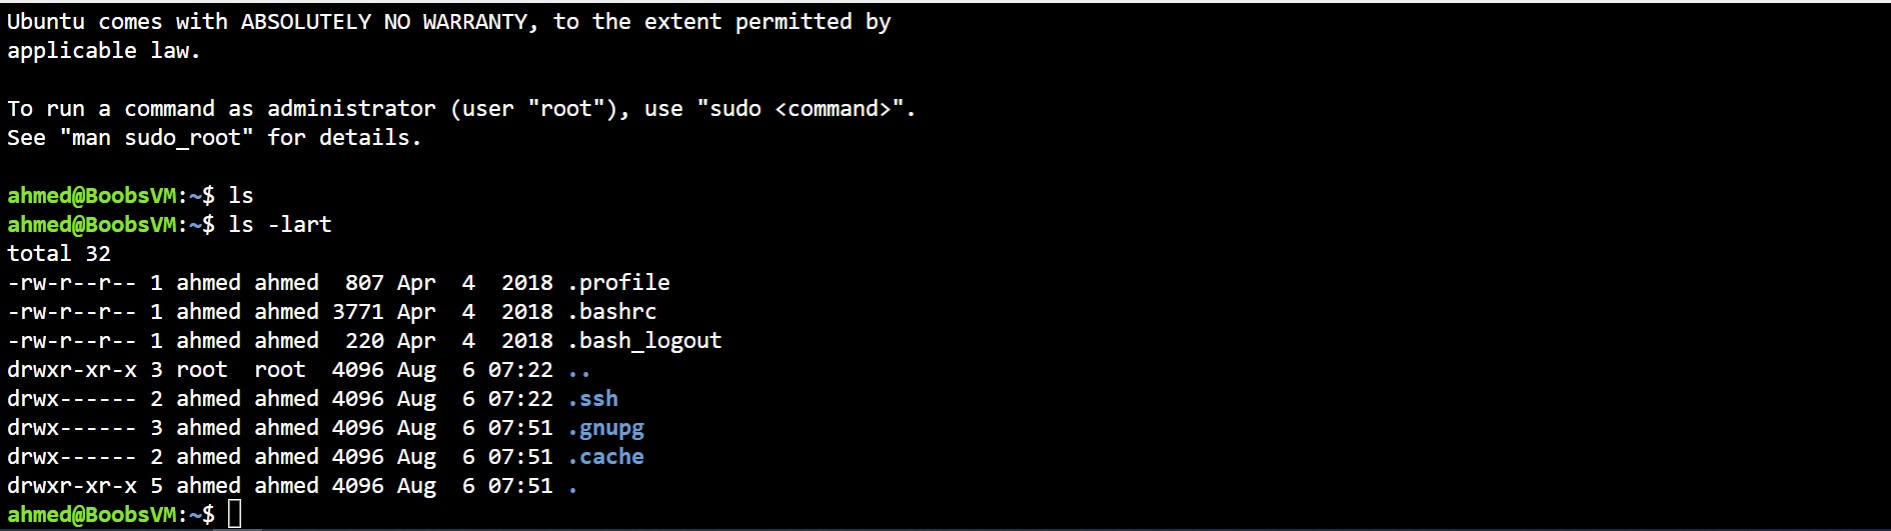 Ubuntu comes with ABSOLUTELY NO WARRANTY, to the extent permitted by
applicable law.
To run a command as administrator (user "root"), use "sudo <command>".
See "man sudo_root" for details.
ahmed@BoobsVM:~$ ls
ahmed@BoobsVM:~$ ls -lart
total 32
-rw-r--r-- 1 ahmed ahmed  807 Apr  4  2018 .profile
-rw-r--r-- 1 ahmed ahmed 3771 Apr  4  2018 .bashrc
-rw-r--r-- 1 ahmed ahmed  220 Apr  4  2018 .bash_logout
drwxr-xr-x 3 root  root  4096 Aug  6 07:22 ..
drwx------ 2 ahmed ahmed 4096 Aug  6 07:22 .ssh
drwx------ 3 ahmed ahmed 4096 Aug  6 07:51 .gnupg
drwx------ 2 ahmed ahmed 4096 Aug  6 07:51 .cache
drwxr-xr-x 5 ahmed ahmed 4096 Aug  6 07:51 .
ahmed@BoobsVM:~$